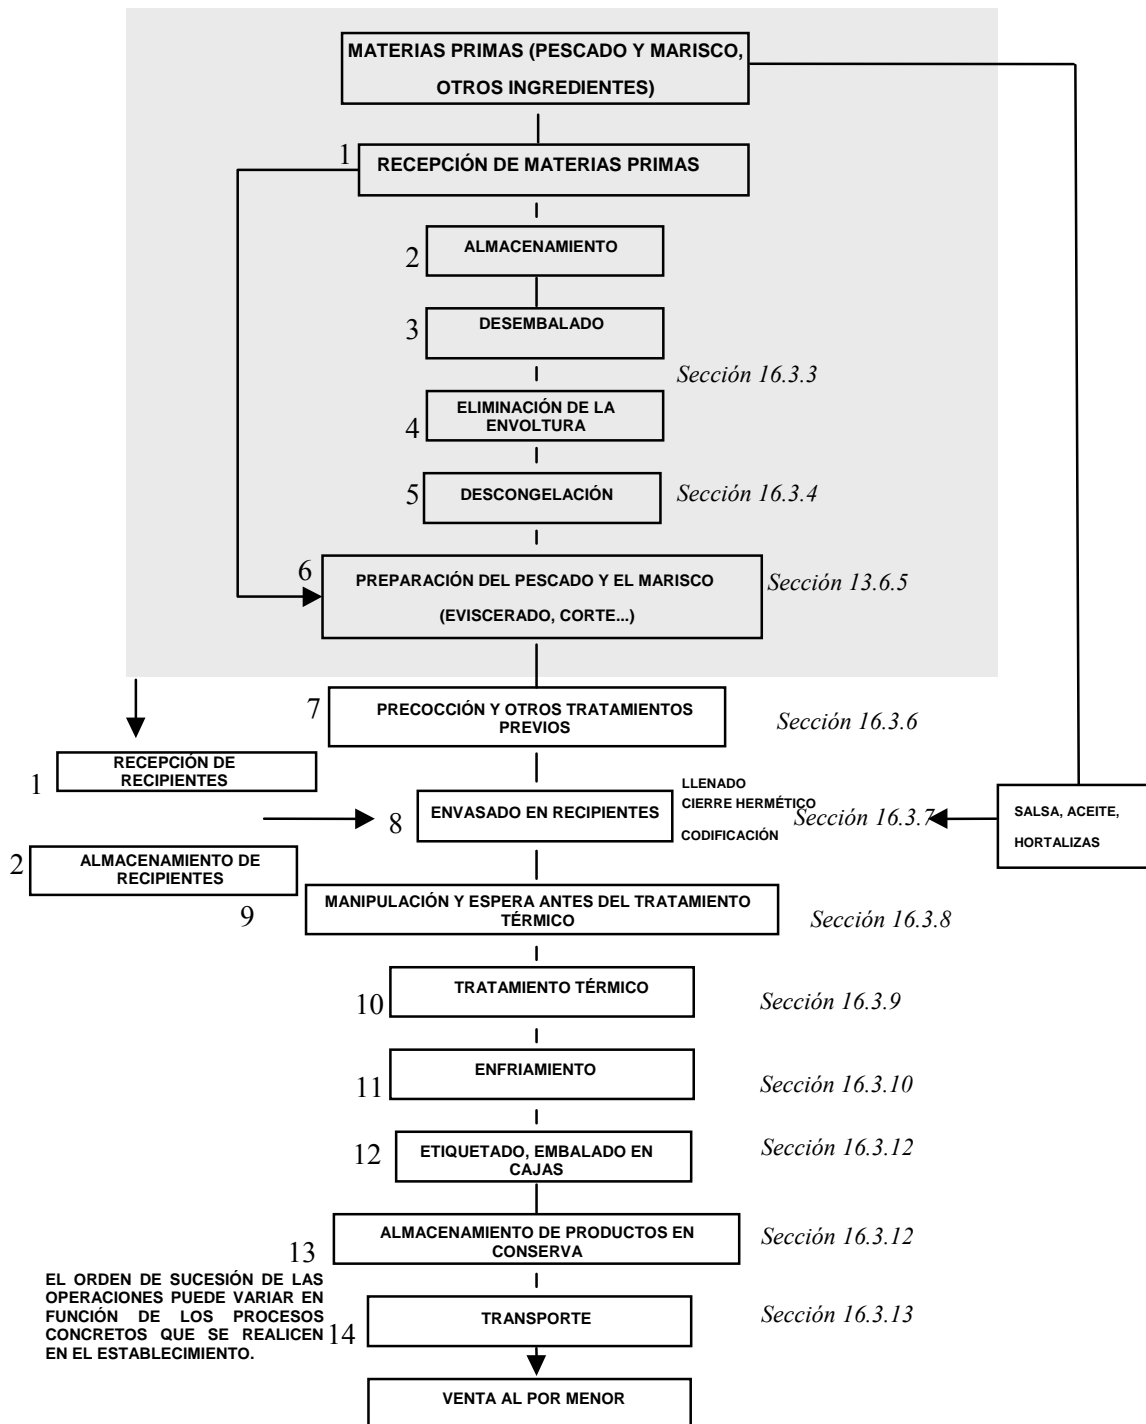 MATERIAS PRIMAS (PESCADO Y MARISCO,
OTROS INGREDIENTES)
1
RECEPCIÓN DE MATERIAS PRIMAS
2
ALMACENAMIENTO
3
DESEMBALADO
Sección 16.3.3
4
ELIMINACIÓN DE LA
ENVOLTURA
5
DESCONGELACIÓN
Sección 16.3.4
6
PREPARACIÓN DEL PESCADO Y EL MARISCO
(EVISCERADO, CORTE...)
Sección 13.6.5
7
PRECOCCIÓN Y OTROS TRATAMIENTOS
PREVIOS
Sección 16.3.6
1
RECEPCIÓN DE
RECIPIENTES
8
ENVASADO EN RECIPIENTES
LLENADO
CIERRE HERMÉTICO
CODIFICACIÓN
Sección 16.3.7
SALSA, ACEITE,
HORTALIZAS
2
ALMACENAMIENTO DE
RECIPIENTES
9
MANIPULACIÓN Y ESPERA ANTES DEL TRATAMIENTO
TÉRMICO
Sección 16.3.8
10
TRATAMIENTO TÉRMICO
Sección 16.3.9
11
ENFRIAMIENTO
Sección 16.3.10
12
ETIQUETADO, EMBALADO EN
CAJAS
Sección 16.3.12
13
ALMACENAMIENTO DE PRODUCTOS EN
CONSERVA
Sección 16.3.12
EL ORDEN DE SUCESIÓN DE LAS
OPERACIONES PUEDE VARIAR EN
FUNCIÓN DE LOS PROCESOS
CONCRETOS QUE SE REALICEN
EN EL ESTABLECIMIENTO.
14
TRANSPORTE
Sección 16.3.13
VENTA AL POR MENOR